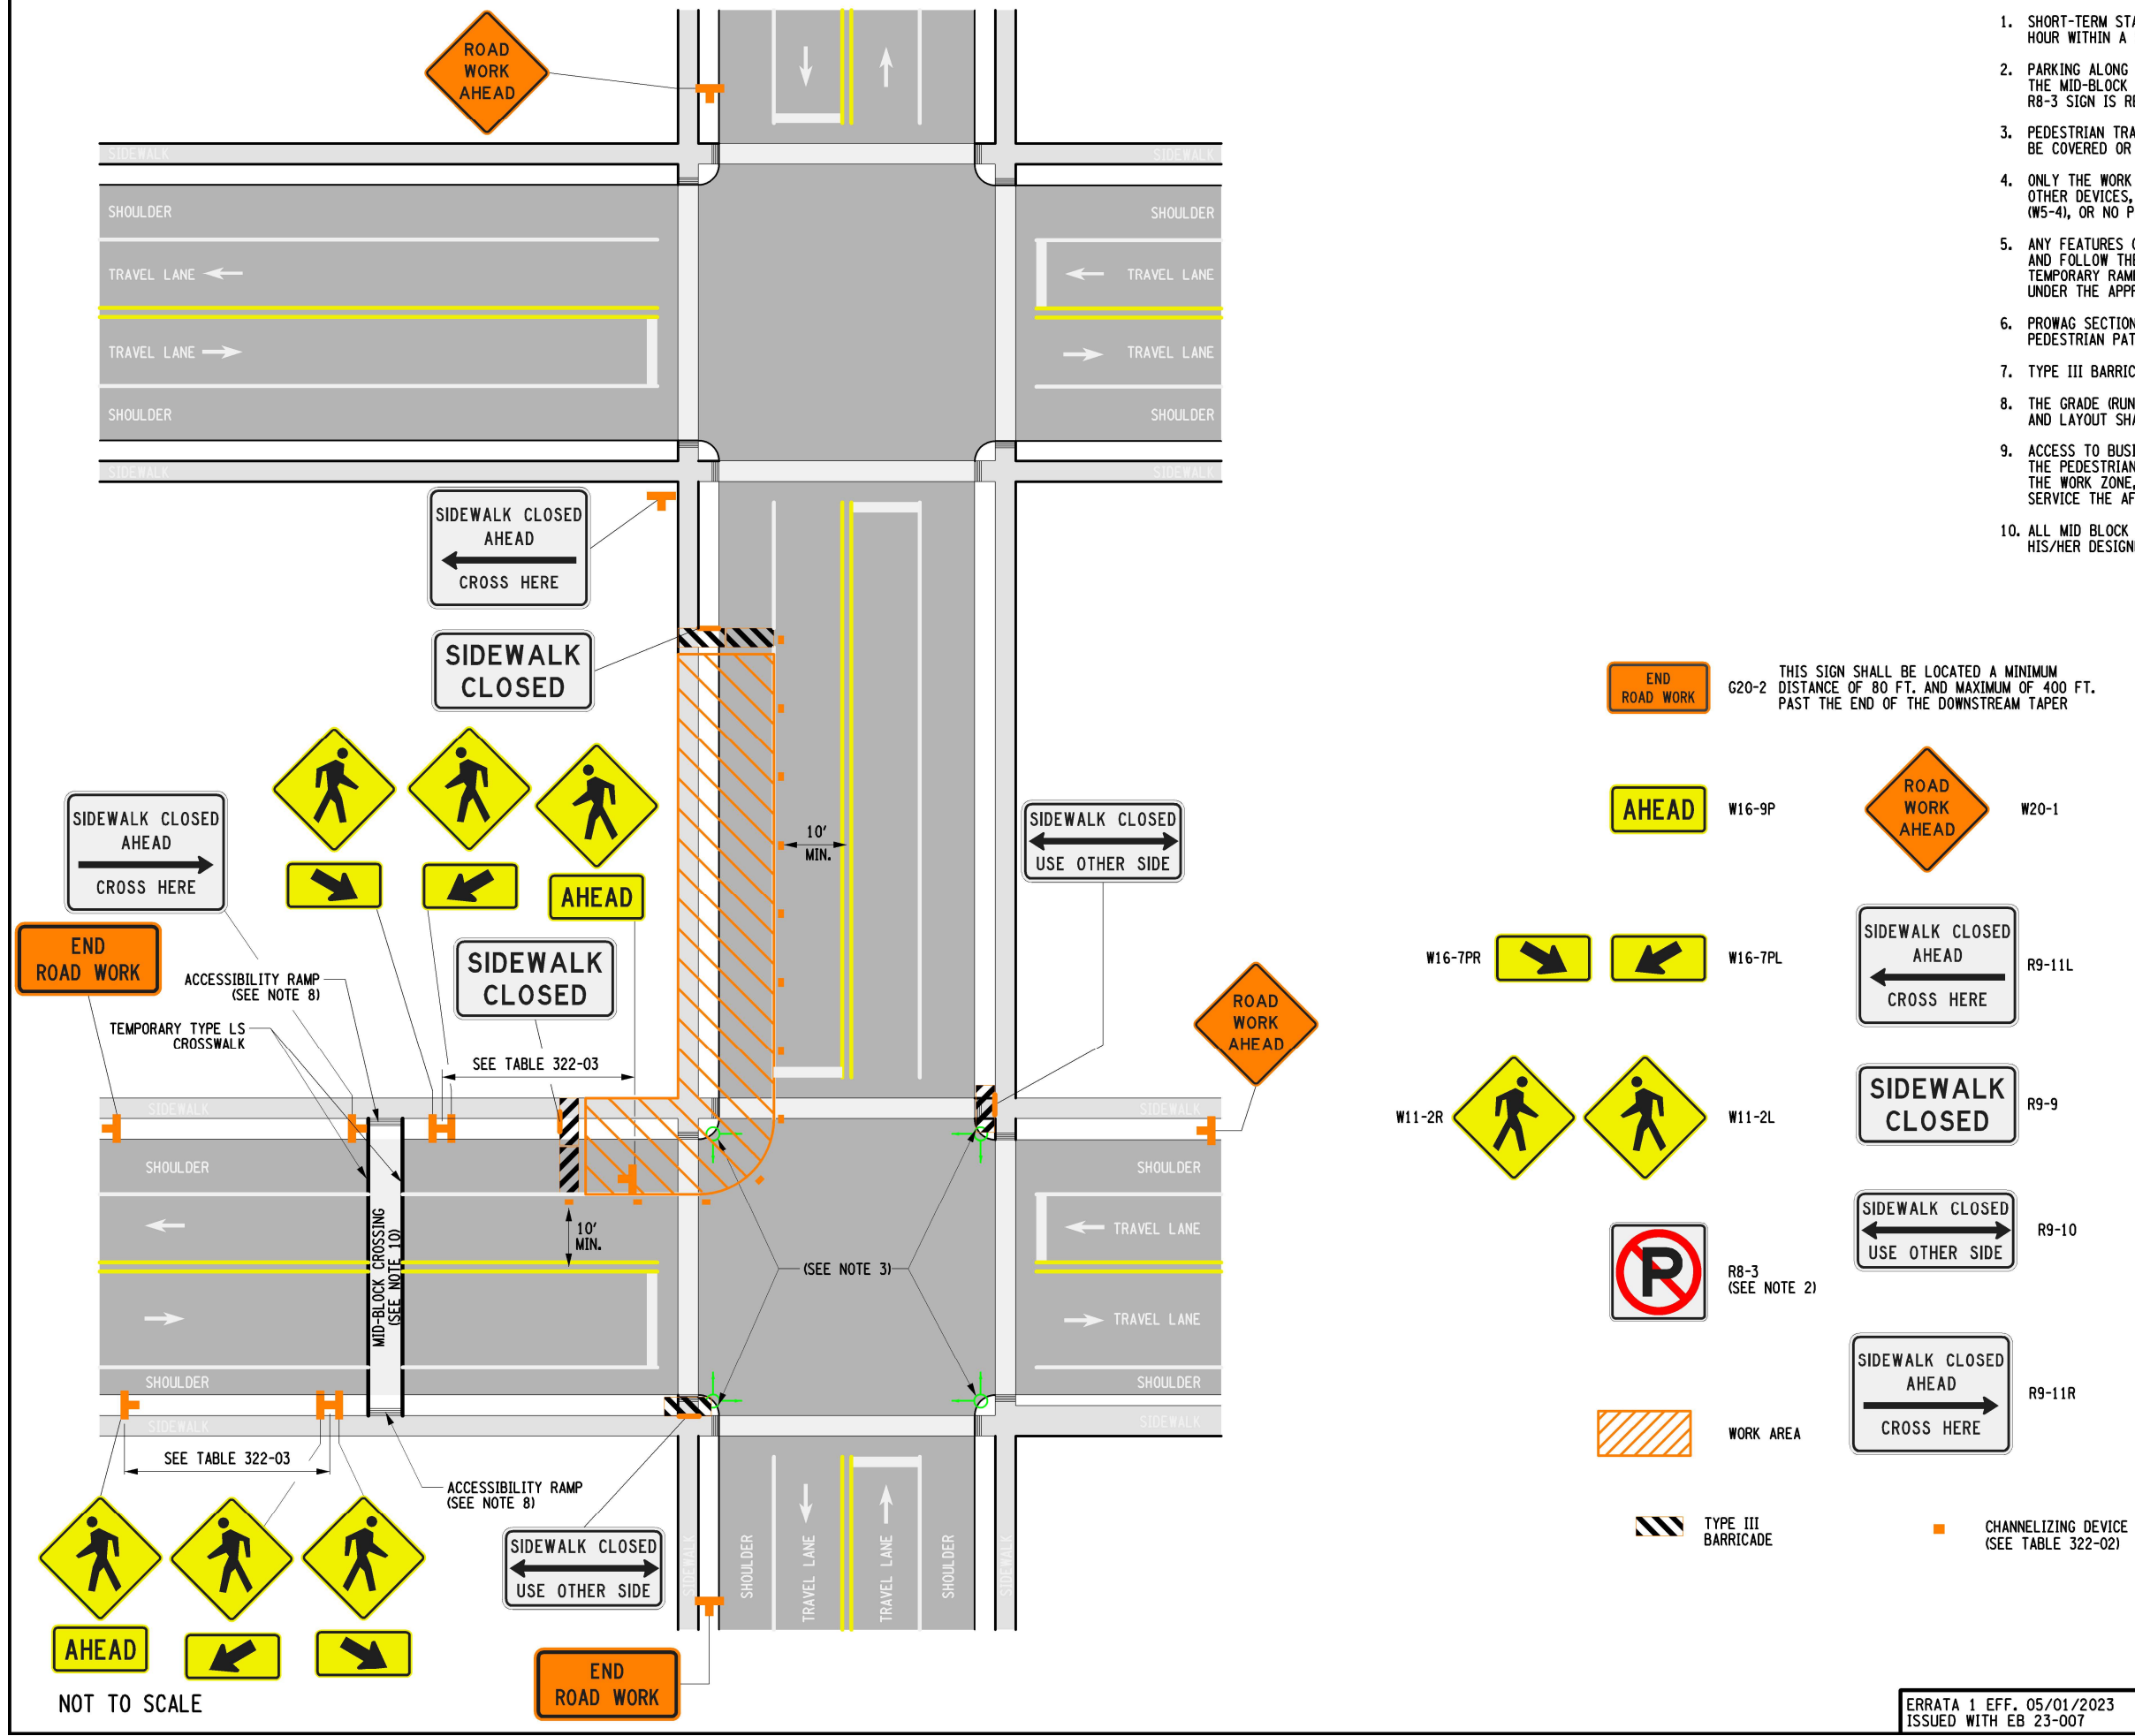 ROAD
WORK
AHEAD
SIDEWALK
SIDEWALK
SHOULDER
SHOULDER
TRAVEL LANE
TRAVEL LANE
TRAVEL LANE
TRAVEL LANE
SHOULDER
SHOULDER
SIDEWALK
SIDEWALK
SIDEWALK CLOSED
AHEAD
CROSS HERE
SIDEWALK
CLOSED
10'
MIN.
SIDEWALK CLOSED
AHEAD
CROSS HERE
AHEAD
SIDEWALK CLOSED
USE OTHER SIDE
END
ROAD WORK
SIDEWALK
CLOSED
ACCESSIBILITY RAMP
(SEE NOTE 8)
TEMPORARY TYPE LS
CROSSWALK
SEE TABLE 322-03
ROAD
WORK
AHEAD
SIDEWALK
SIDEWALK
SHOULDER
SHOULDER
10'
MIN.
TRAVEL LANE
MID-BLOCK CROSSING
(SEE NOTE 10)
(SEE NOTE 3)
TRAVEL LANE
SHOULDER
SHOULDER
SIDEWALK
SIDEWALK
SEE TABLE 322-03
ACCESSIBILITY RAMP
(SEE NOTE 8)
SIDEWALK CLOSED
USE OTHER SIDE
SIDEWALK
SHOULDER
TRAVEL LANE
TRAVEL LANE
SHOULDER
SIDEWALK
AHEAD
END
ROAD WORK
NOT TO SCALE
1. SHORT-TERM STA
HOUR WITHIN A
2. PARKING ALONG
THE MID-BLOCK
R8-3 SIGN IS RE
3. PEDESTRIAN TRA
BE COVERED OR
4. ONLY THE WORK
OTHER DEVICES,
(W5-4), OR NO P
5. ANY FEATURES
AND FOLLOW THE
TEMPORARY RAM
UNDER THE APPR
6. PROWAG SECTION
PEDESTRIAN PAT
7. TYPE III BARRIC
8. THE GRADE (RUN
AND LAYOUT SHA
9. ACCESS TO BUSI
THE PEDESTRIAN
THE WORK ZONE,
SERVICE THE AF
10. ALL MID BLOCK
HIS/HER DESIGN
END
ROAD WORK
G20-2
THIS SIGN SHALL BE LOCATED A MINIMUM
DISTANCE OF 80 FT. AND MAXIMUM OF 400 FT.
PAST THE END OF THE DOWNSTREAM TAPER
AHEAD
W16-9P
ROAD
WORK
AHEAD
W20-1
W16-7PR
W16-7PL
SIDEWALK CLOSED
AHEAD
CROSS HERE
R9-11L
W11-2R
W11-2L
SIDEWALK
CLOSED
R9-9
P
R8-3
(SEE NOTE 2)
SIDEWALK CLOSED
USE OTHER SIDE
R9-10
SIDEWALK CLOSED
AHEAD
CROSS HERE
R9-11R
WORK AREA
TYPE III
BARRICADE
CHANNELIZING DEVICE
(SEE TABLE 322-02)
ERRATA 1 EFF. 05/01/2023
ISSUED WITH EB 23-007